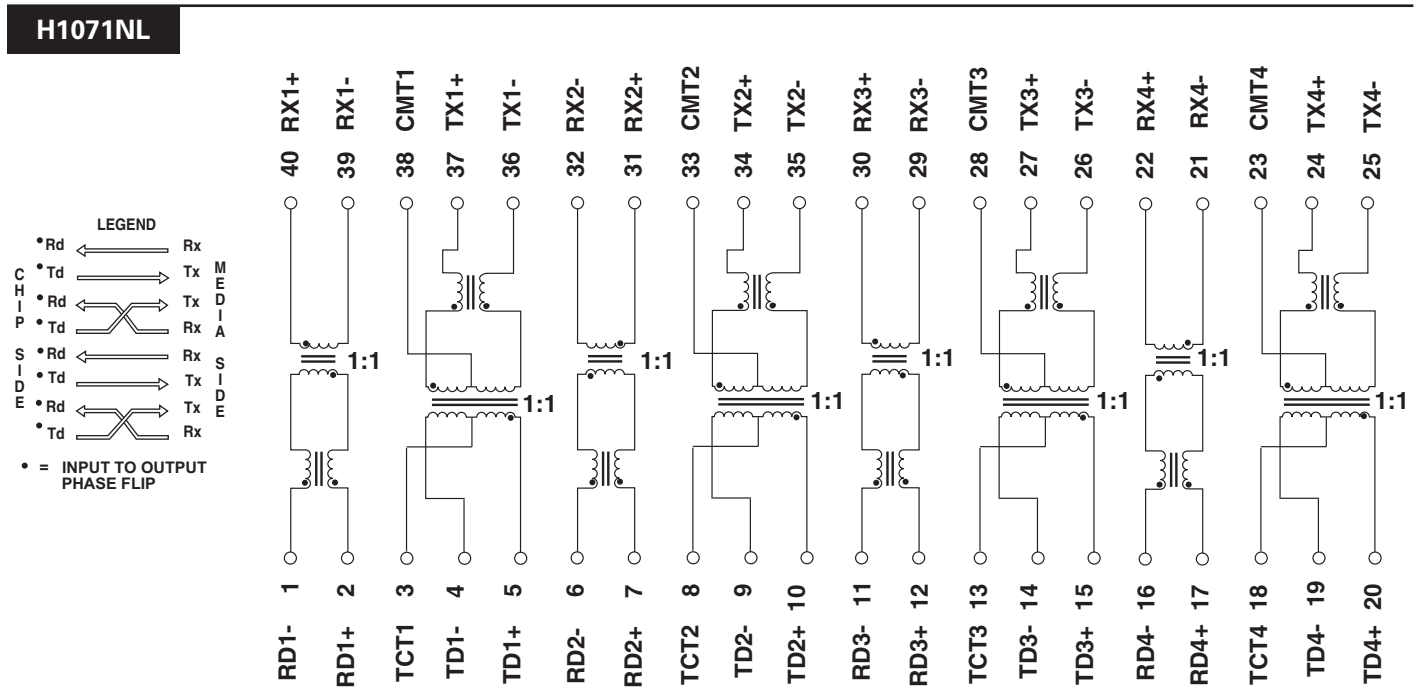 H1071NL
RX1+
RX1-
CMT1
TX1+
TX1-
RX2-
RX2+
CMT2
TX2+
TX2-
RX3+
RX3-
CMT3
TX3+
TX3-
RX4+
RX4-
CMT4
TX4+
TX4-
40
39
38
37
36
32
31
33
34
35
30
29
28
27
26
22
21
23
24
25
LEGEND
CHIP SIDE
MEDIA SIDE
•Rd Rx
•Td Tx
•Rd Tx
•Td Rx
•Rd Rx
•Td Tx
•Rd Tx
•Td Rx
• = INPUT TO OUTPUT
PHASE FLIP
1:1
1:1
1:1
1:1
1:1
1:1
1:1
1:1
1
2
3
4
5
6
7
8
9
10
11
12
13
14
15
16
17
18
19
20
RD1-
RD1+
TCT1
TD1-
TD1+
RD2-
RD2+
TCT2
TD2-
TD2+
RD3-
RD3+
TCT3
TD3-
TD3+
RD4-
RD4+
TCT4
TD4-
TD4+